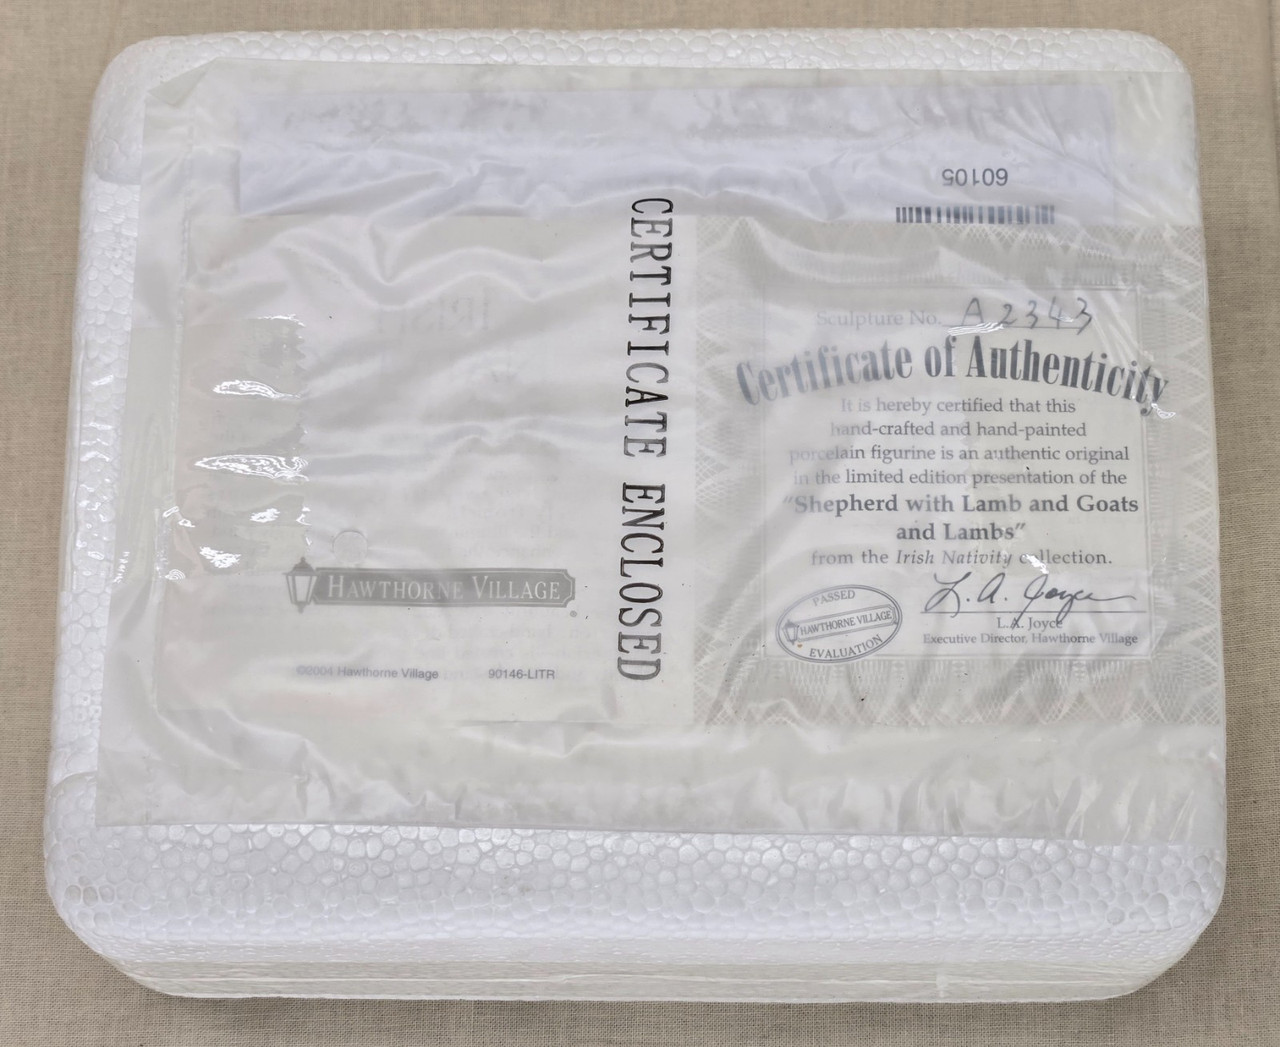 60105
CERTIFICATE ENCLOSED
Sculpture No. A2343
Certificate of Authenticity
It is hereby certified that this
hand-crafted and hand-painted
porcelain figurine is an authentic original
in the limited edition presentation of the
“Shepherd with Lamb and Goats
and Lambs”
from the Irish Nativity collection.
PASSED
HAWTHORNE VILLAGE
EVALUATION
L. A. Joyce
L.A. Joyce
Executive Director, Hawthorne Village
HAWTHORNE VILLAGE
©2004 Hawthorne Village 90146-LITR